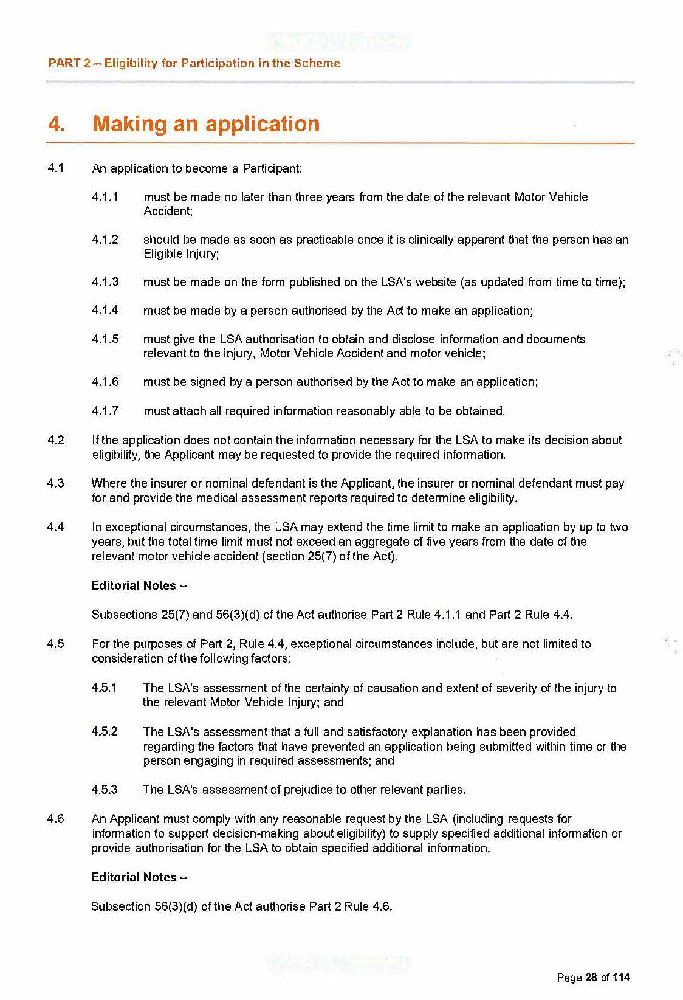 PART 2 – Eligibility for Participation in the Scheme
4. Making an application
4.1 An application to become a Participant:
4.1.1 must be made no later than three years from the date of the relevant Motor Vehicle
Accident;
4.1.2 should be made as soon as practicable once it is clinically apparent that the person has an
Eligible Injury;
4.1.3 must be made on the form published on the LSA's website (as updated from time to time);
4.1.4 must be made by a person authorised by the Act to make an application;
4.1.5 must give the LSA authorisation to obtain and disclose information and documents
relevant to the injury, Motor Vehicle Accident and motor vehicle;
4.1.6 must be signed by a person authorised by the Act to make an application;
4.1.7 must attach all required information reasonably able to be obtained.
4.2 If the application does not contain the information necessary for the LSA to make its decision about
eligibility, the Applicant may be requested to provide the required information.
4.3 Where the insurer or nominal defendant is the Applicant, the insurer or nominal defendant must pay
for and provide the medical assessment reports required to determine eligibility.
4.4 In exceptional circumstances, the LSA may extend the time limit to make an application by up to two
years, but the total time limit must not exceed an aggregate of five years from the date of the
relevant motor vehicle accident (section 25(7) of the Act).
Editorial Notes –
Subsections 25(7) and 56(3)(d) of the Act authorise Part 2 Rule 4.1.1 and Part 2 Rule 4.4.
4.5 For the purposes of Part 2, Rule 4.4, exceptional circumstances include, but are not limited to
consideration of the following factors:
4.5.1 The LSA's assessment of the certainty of causation and extent of severity of the injury to
the relevant Motor Vehicle Injury; and
4.5.2 The LSA's assessment that a full and satisfactory explanation has been provided
regarding the factors that have prevented an application being submitted within time or the
person engaging in required assessments; and
4.5.3 The LSA's assessment of prejudice to other relevant parties.
4.6 An Applicant must comply with any reasonable request by the LSA (including requests for
information to support decision-making about eligibility) to supply specified additional information or
provide authorisation for the LSA to obtain specified additional information.
Editorial Notes –
Subsection 56(3)(d) of the Act authorise Part 2 Rule 4.6.
Page 28 of 114